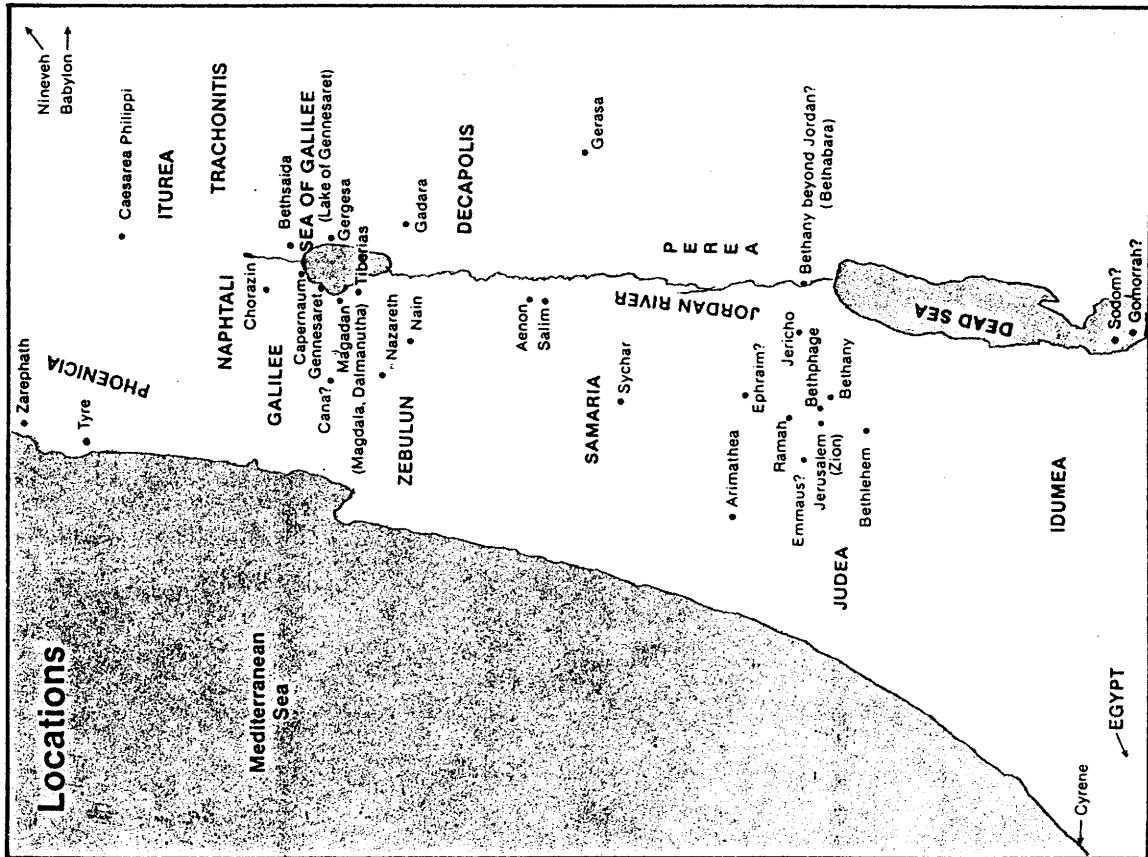 Locations
Nineveh
Babylon
Zarephath
Tyre
PHOENICIA
Caesarea Philippi
ITUREA
TRACHONITIS
NAPHTALI
Chorazin
Bethsaida
SEA OF GALILEE
(Lake of Gennesaret)
GALILEE
Capernaum
Gennesaret
Gergesa
Cana?
Magadan
(Magdala, Dalmanutha)
Tiberias
Mediterranean
Sea
Nazareth
Nain
ZEBULUN
Gadara
DECAPOLIS
Aenon
Salim
Gerasa
SAMARIA
Sychar
JORDAN RIVER
PEREA
Arimathea
Ephraim?
Ramah
Jericho
Emmaus?
Bethphage
Bethany beyond Jordan?
(Bethabara)
Jerusalem
(Zion)
Bethany
Bethlehem
JUDEA
DEAD SEA
IDUMEA
Sodom?
Gomorrah?
EGYPT
Cyrene